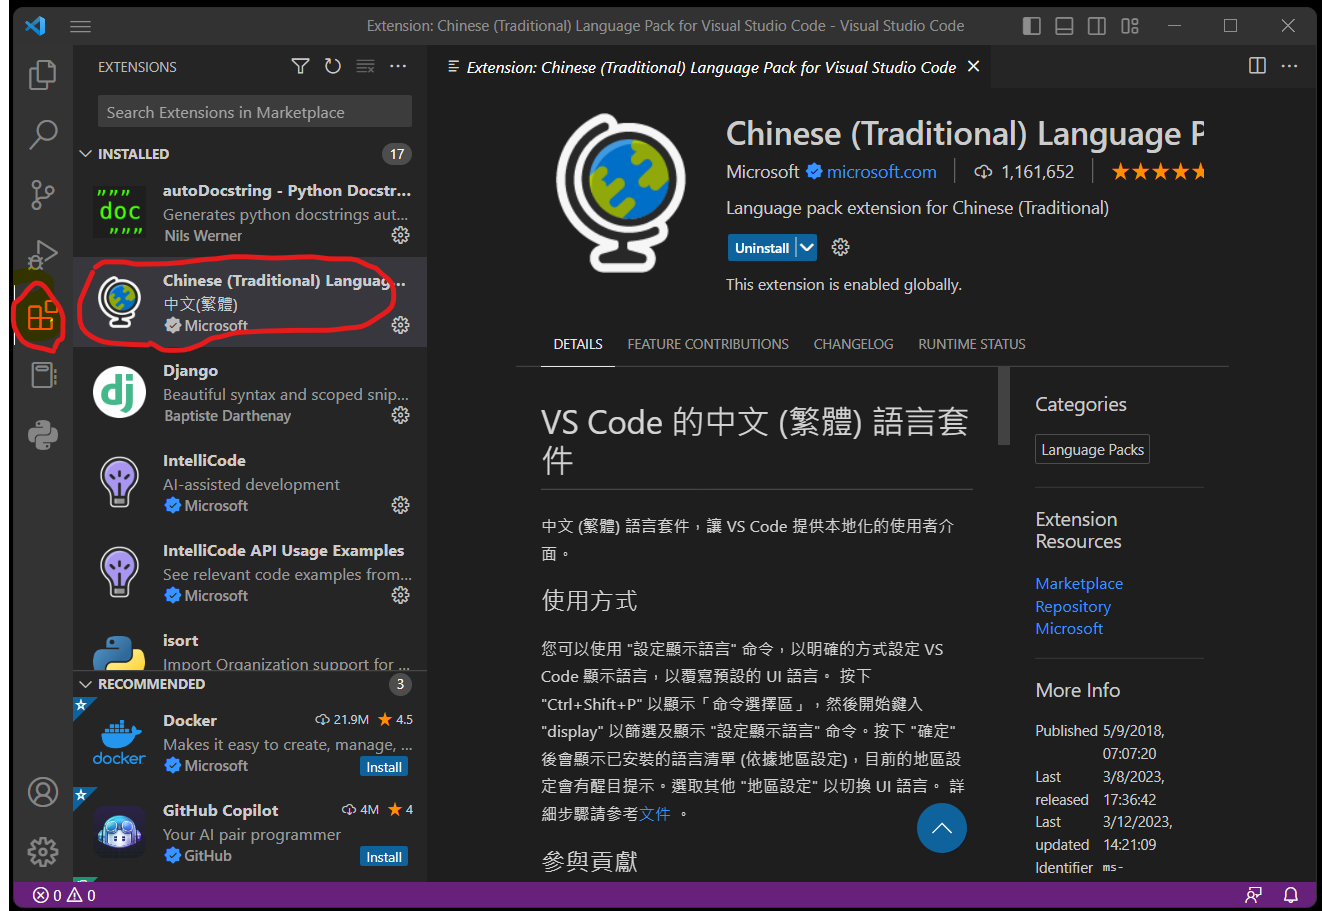 Extension: Chinese (Traditional) Language Pack for Visual Studio Code - Visual Studio Code
EXTENSIONS
Search Extensions in Marketplace
INSTALLED
17
autoDocstring - Python Docstr...
Generates python docstrings aut...
Nils Werner
Chinese (Traditional) Languag...
中文(繁體)
Microsoft
Django
Beautiful syntax and scoped snip...
Baptiste Darthenay
IntelliCode
AI-assisted development
Microsoft
IntelliCode API Usage Examples
See relevant code examples from...
Microsoft
isort
Import Organization support for ...
RECOMMENDED
3
Docker
21.9M
4.5
Makes it easy to create, manage, ...
Microsoft
Install
GitHub Copilot
4M
4
Your AI pair programmer
GitHub
Install
Extension: Chinese (Traditional) Language Pack for Visual Studio Code
Chinese (Traditional) Language P
Microsoft
microsoft.com
1,161,652
Language pack extension for Chinese (Traditional)
Uninstall
This extension is enabled globally.
DETAILS
FEATURE CONTRIBUTIONS
CHANGELOG
RUNTIME STATUS
VS Code 的中文 (繁體) 語言套
件
中文 (繁體) 語言套件，讓 VS Code 提供本地化的使用者介
面。
使用方式
您可以使用 "設定顯示語言" 命令，以明確的方式設定 VS
Code 顯示語言，以覆寫預設的 UI 語言。 按下
"Ctrl+Shift+P" 以顯示「命令選擇區」，然後開始鍵入
"display" 以篩選及顯示 "設定顯示語言" 命令。按下 "確定"
後會顯示已安裝的語言清單 (依據地區設定)，目前的地區設
定會有醒目提示。選取其他 "地區設定" 以切換 UI 語言。 詳
細步驟請參考文件 。
參與貢獻
Categories
Language Packs
Extension
Resources
Marketplace
Repository
Microsoft
More Info
Published 5/9/2018,
07:07:20
Last 3/8/2023,
released 17:36:42
Last 3/12/2023,
updated 14:21:09
Identifier ms-
doc
dj
docker
0
0